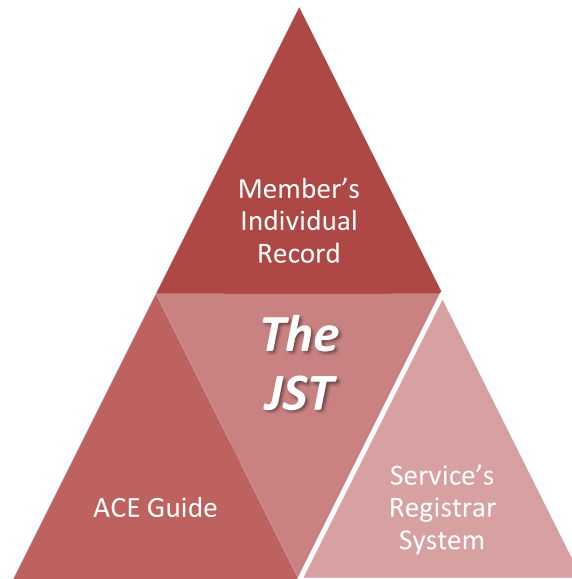 Member’s
Individual
Record
The
JST
ACE Guide
Service’s
Registrar
System